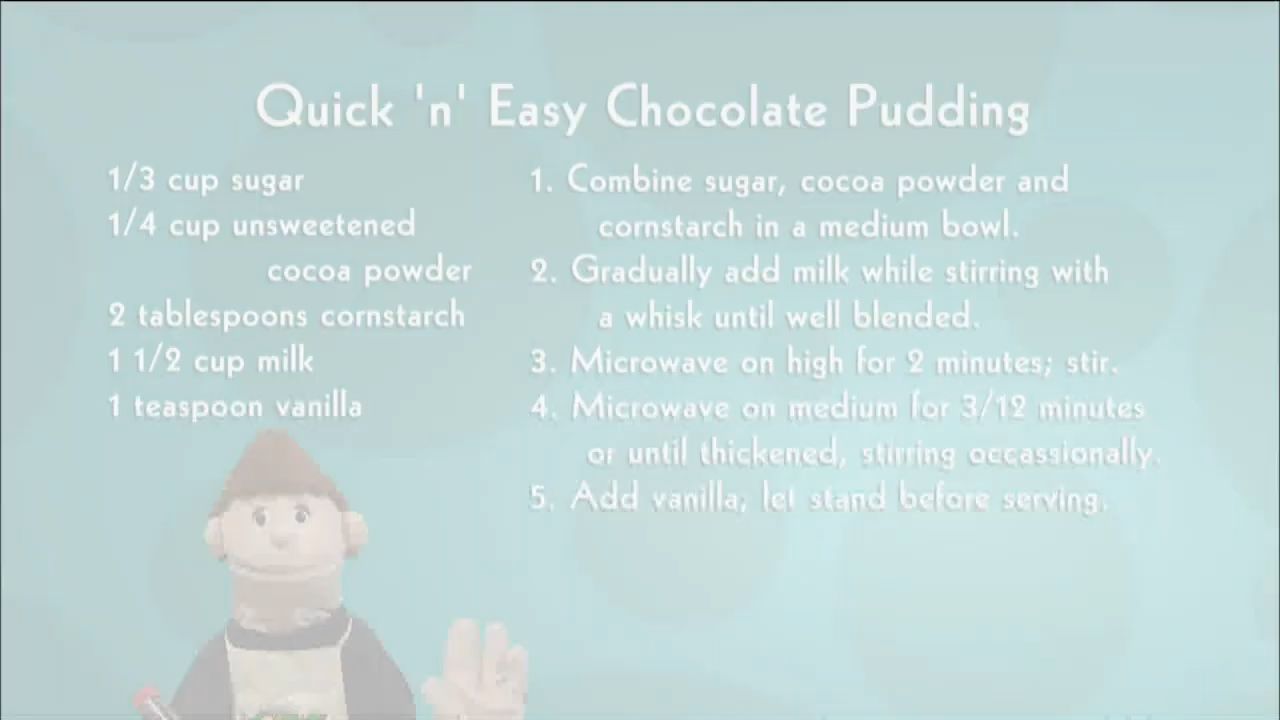 Quick 'n' Easy Chocolate Pudding
1/3 cup sugar
1/4 cup unsweetened
cocoa powder
2 tablespoons cornstarch
1 1/2 cup milk
1 teaspoon vanilla
1. Combine sugar, cocoa powder and
cornstarch in a medium bowl.
2. Gradually add milk while stirring with
a whisk until well blended.
3. Microwave on high for 2 minutes; stir.
4. Microwave on medium for 3/12 minutes
or until thickened, stirring occassionally.
5. Add vanilla; let stand before serving.